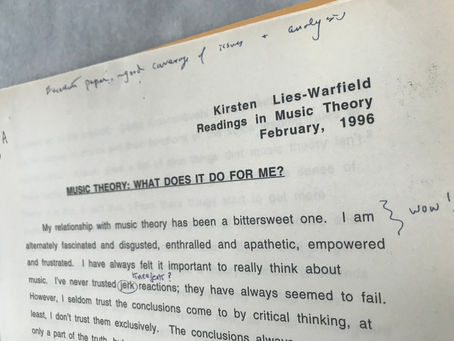 paper, good coverage of issues + analysis
A
Kirsten Lies-Warfield
Readings in Music Theory
February, 1996
MUSIC THEORY: WHAT DOES IT DO FOR ME?
My relationship with music theory has been a bittersweet one. I am
wow!
alternately fascinated and disgusted, enthralled and apathetic, empowered
and frustrated. I have always felt it important to really think about
music. I've never trusted jerk reactions; they have always seemed to fail.
However, I seldom trust the conclusions come to by critical thinking, at
least, I don't trust them exclusively. The conclusions
only a part of the truth,